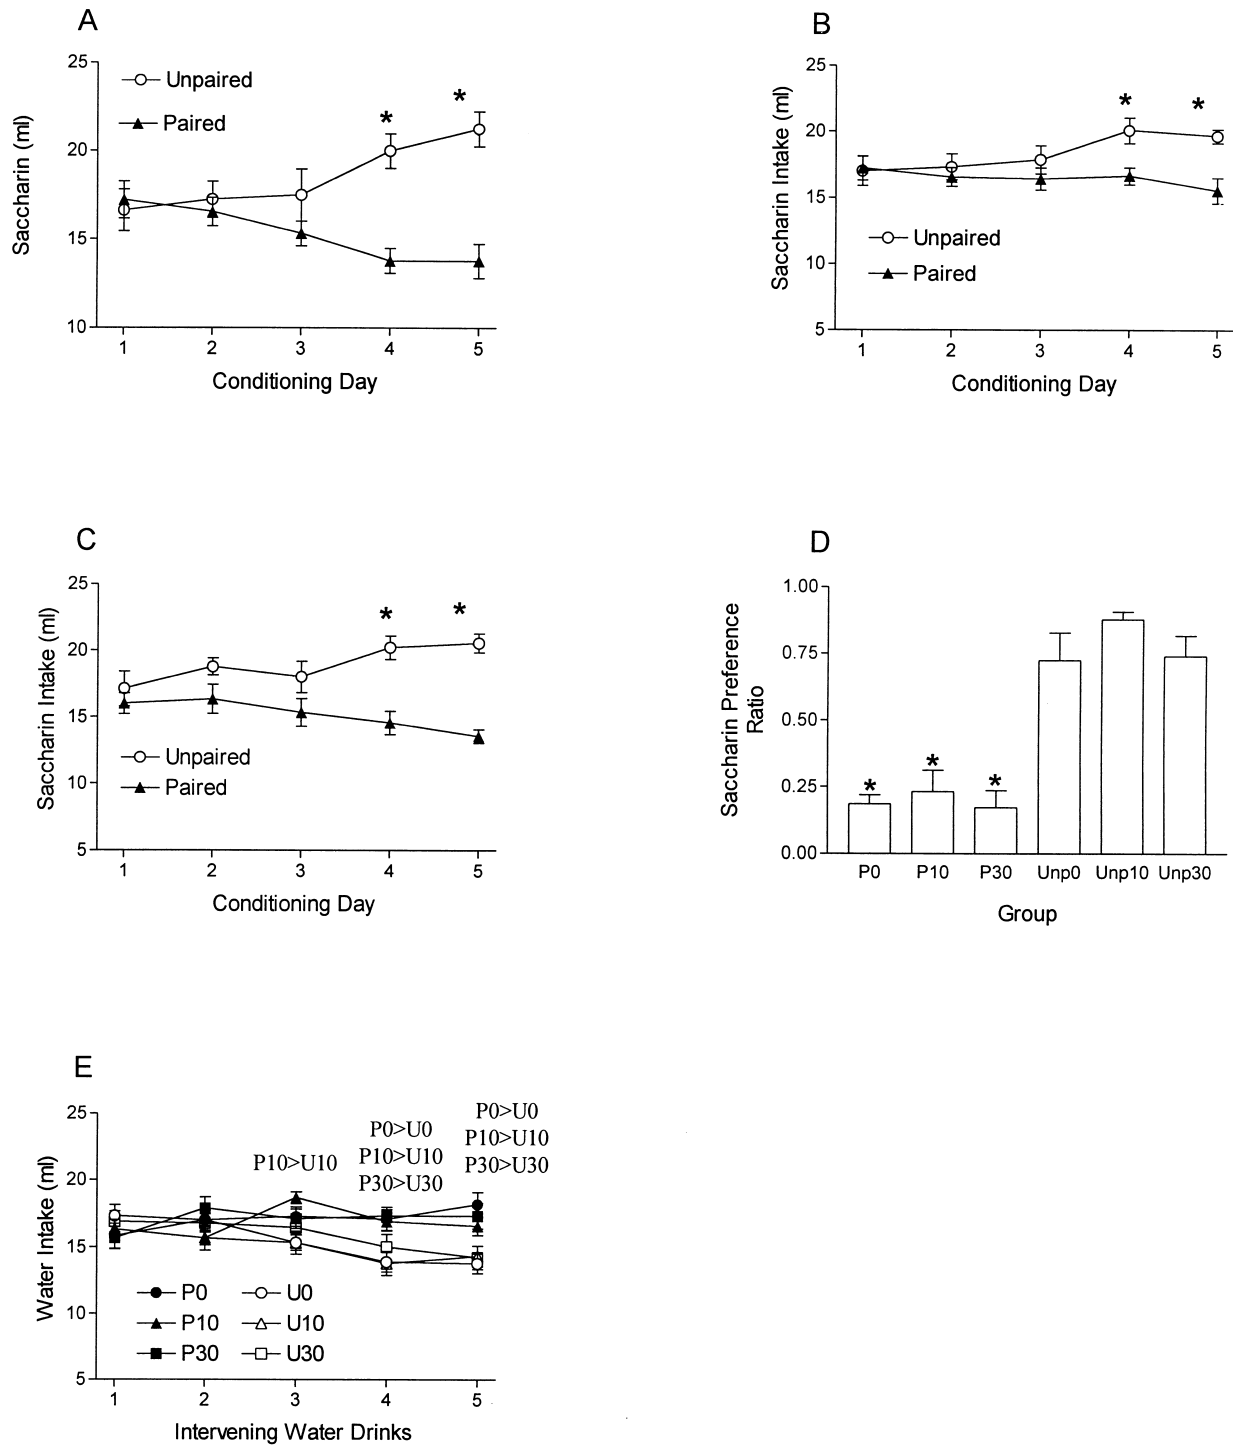 A
25
20
15
10
Saccharin (ml)
Unpaired
Paired
*
*
1 2 3 4 5
Conditioning Day
B
25
20
15
10
5
Saccharin Intake (ml)
*
*
Unpaired
Paired
1 2 3 4 5
Conditioning Day
C
25
20
15
10
5
Saccharin Intake (ml)
*
*
Unpaired
Paired
1 2 3 4 5
Conditioning Day
D
1.00
0.75
0.50
0.25
0.00
Saccharin Preference
Ratio
* * *
P0 P10 P30 Unp0 Unp10 Unp30
Group
E
25
20
15
10
5
Water Intake (ml)
P10>U10
P0>U0
P10>U10
P30>U30
P0>U0
P10>U10
P30>U30
P0 U0
P10 U10
P30 U30
1 2 3 4 5
Intervening Water Drinks